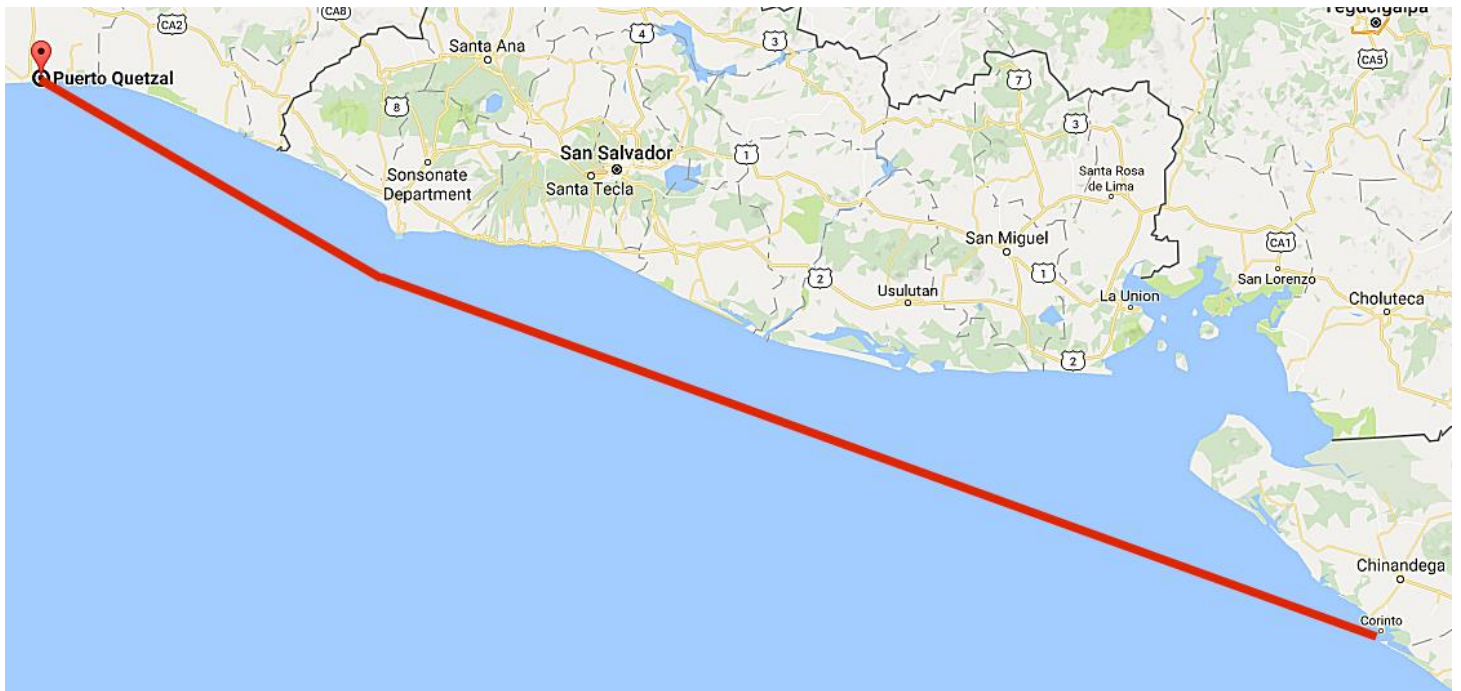 Tegucigalpa
CA2
CA8
4
3
Santa Ana
CA5
Puerto Quetzal
7
8
3
San Salvador
1
Sonsonate
Department
Santa Tecla
Santa Rosa
de Lima
San Miguel
CA1
2
1
San Lorenzo
Usulutan
La Union
Choluteca
2
Chinandega
Corinto